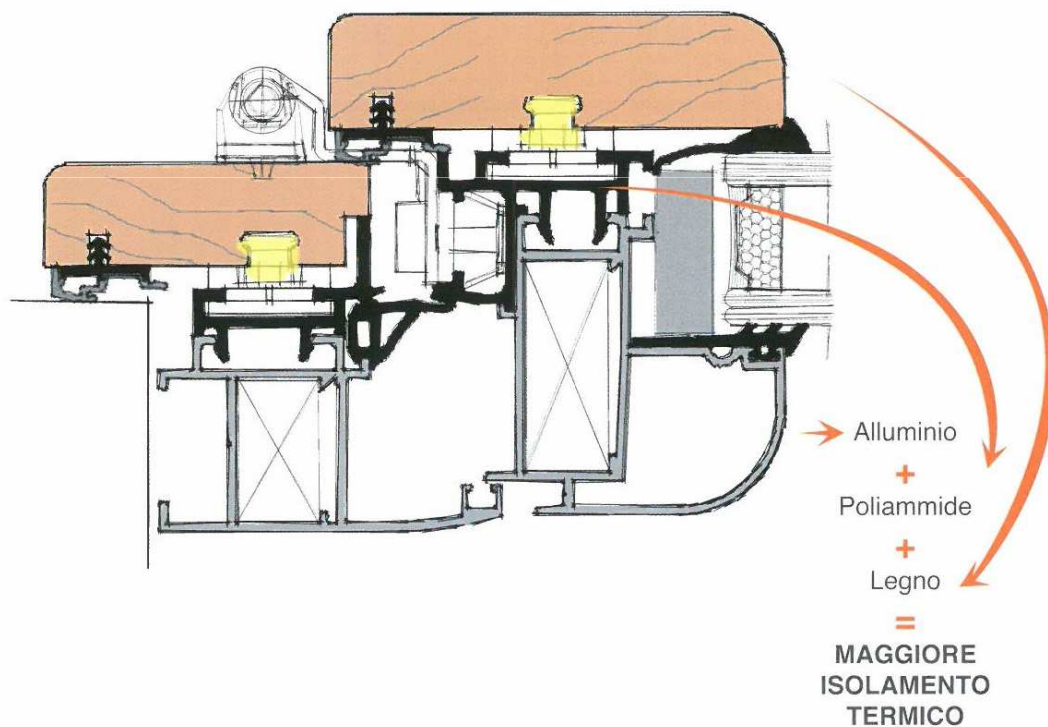 Alluminio
+
Poliammide
+
Legno
=
MAGGIORE
ISOLAMENTO
TERMICO